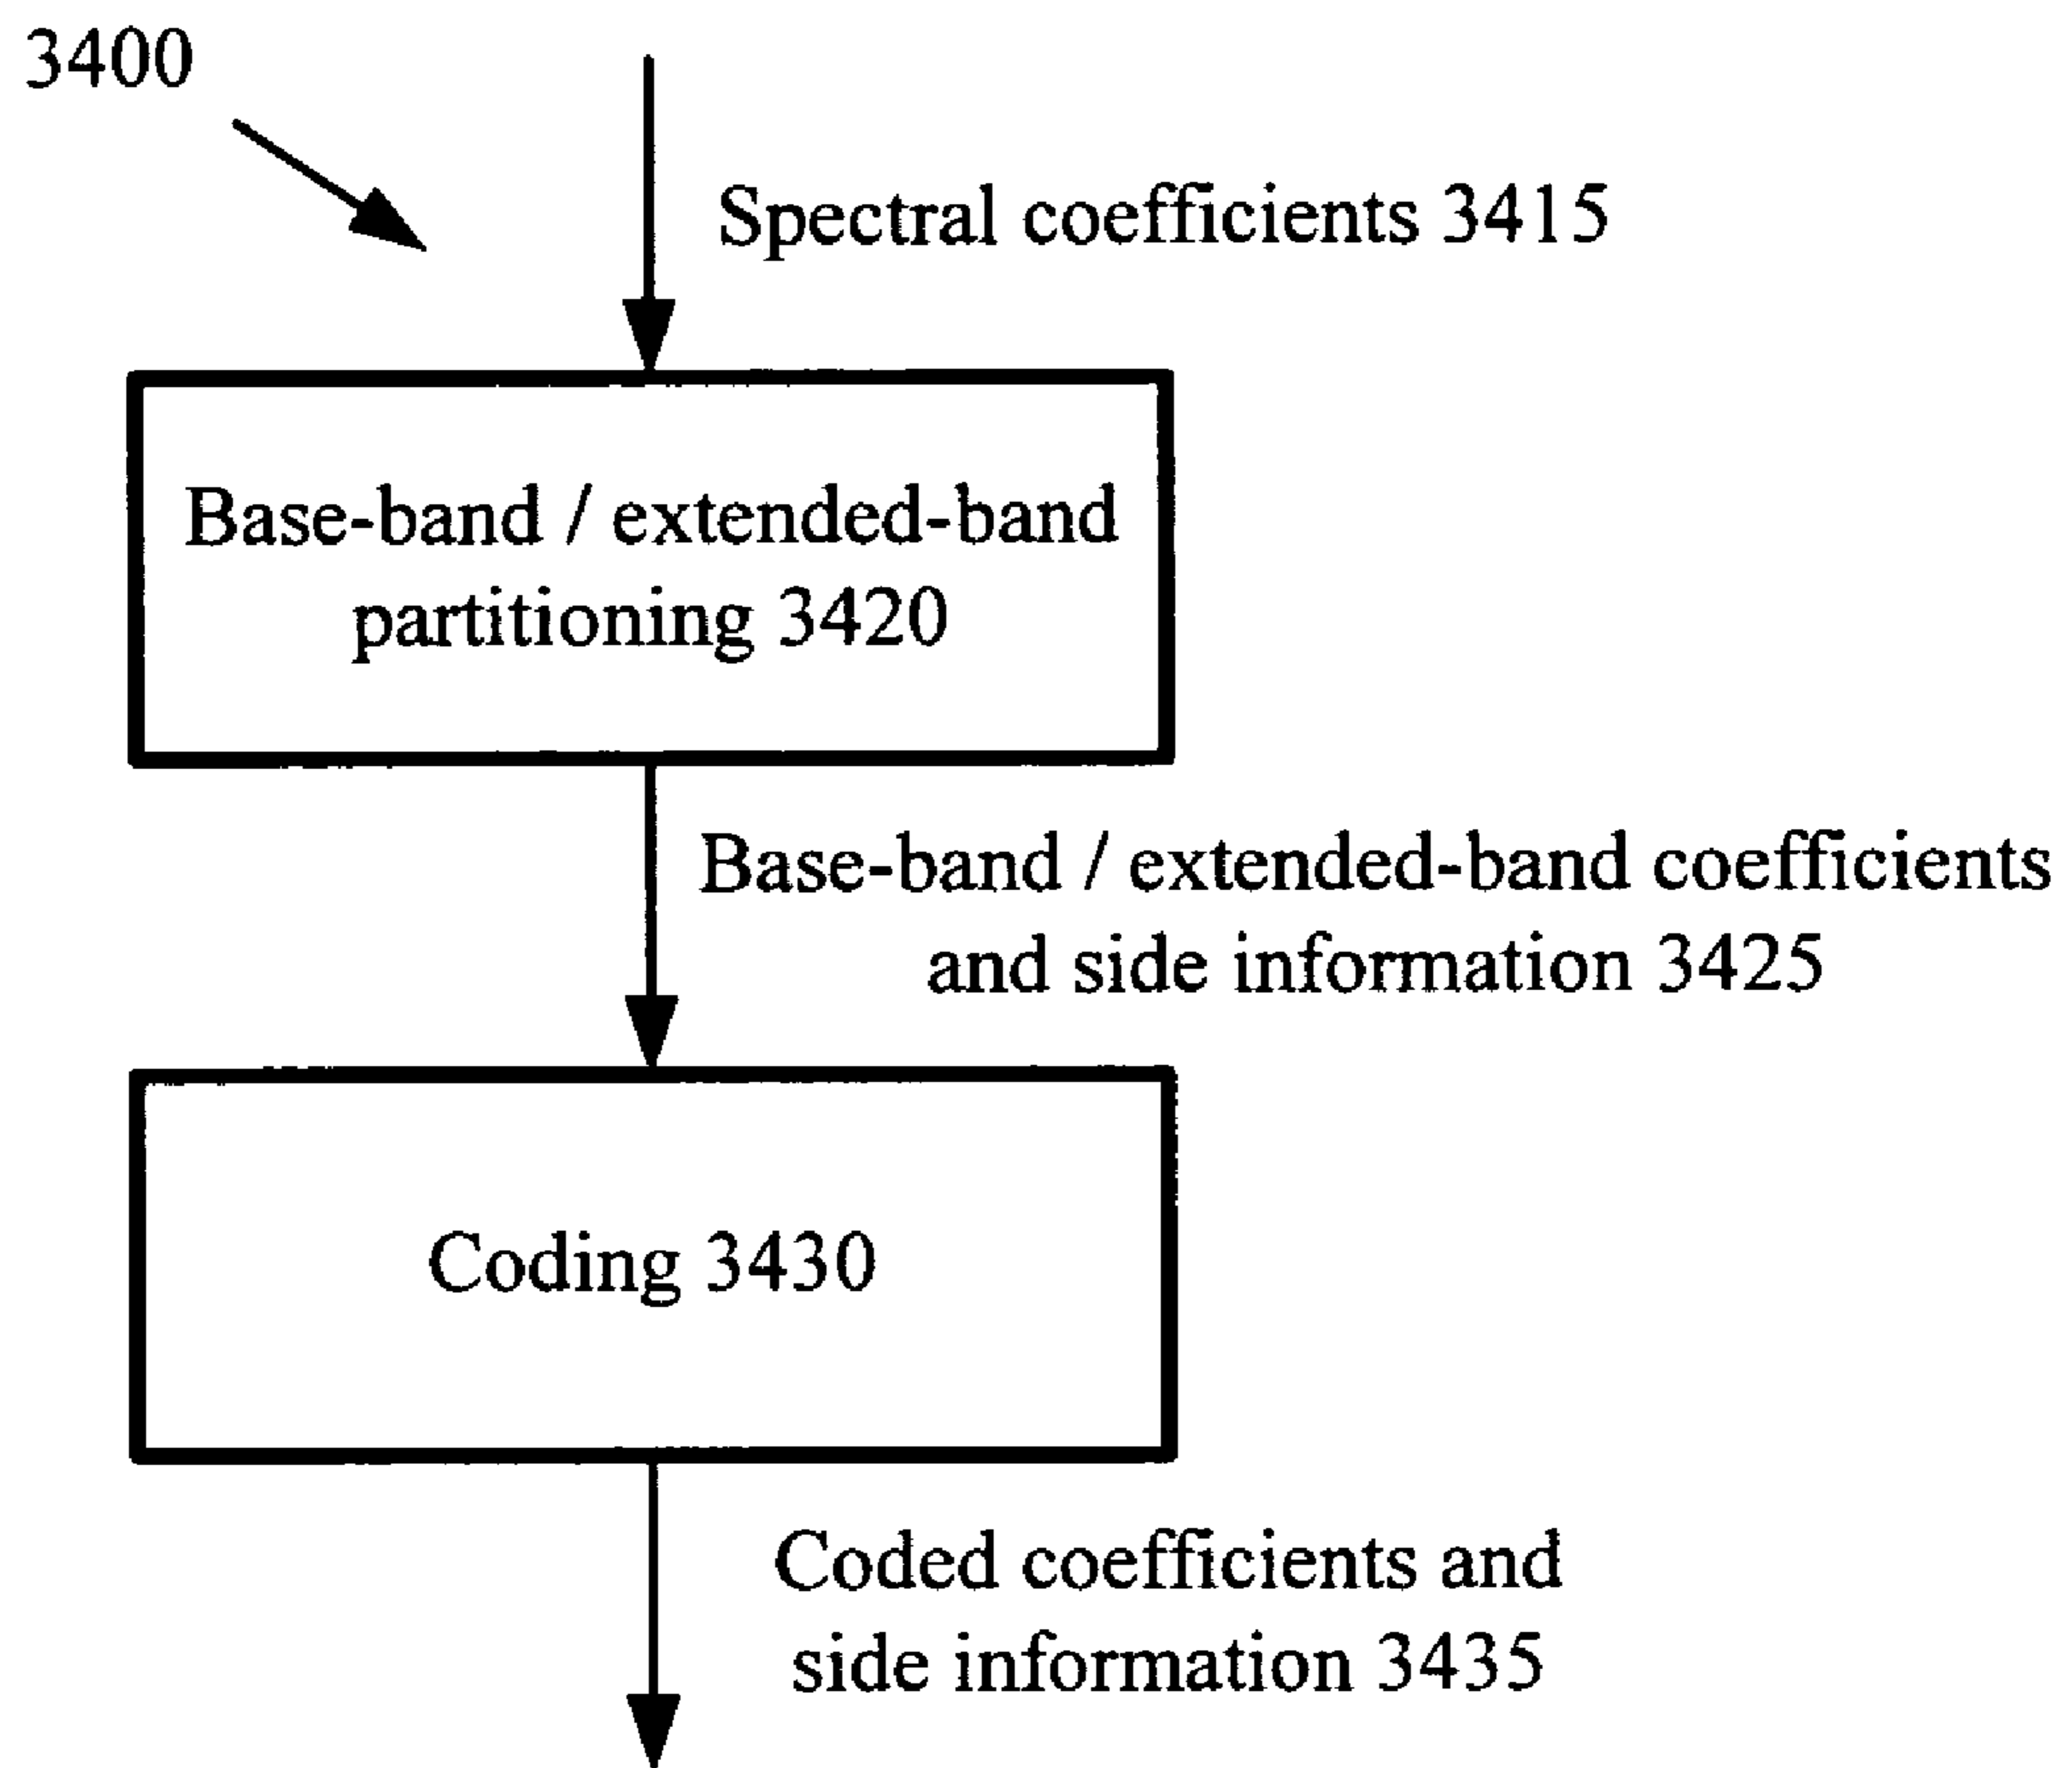 3400
Spectral coefficients 3415
Base-band / extended-band
partitioning 3420
Base-band / extended-band coefficients
and side information 3425
Coding 3430
Coded coefficients and
side information 3435